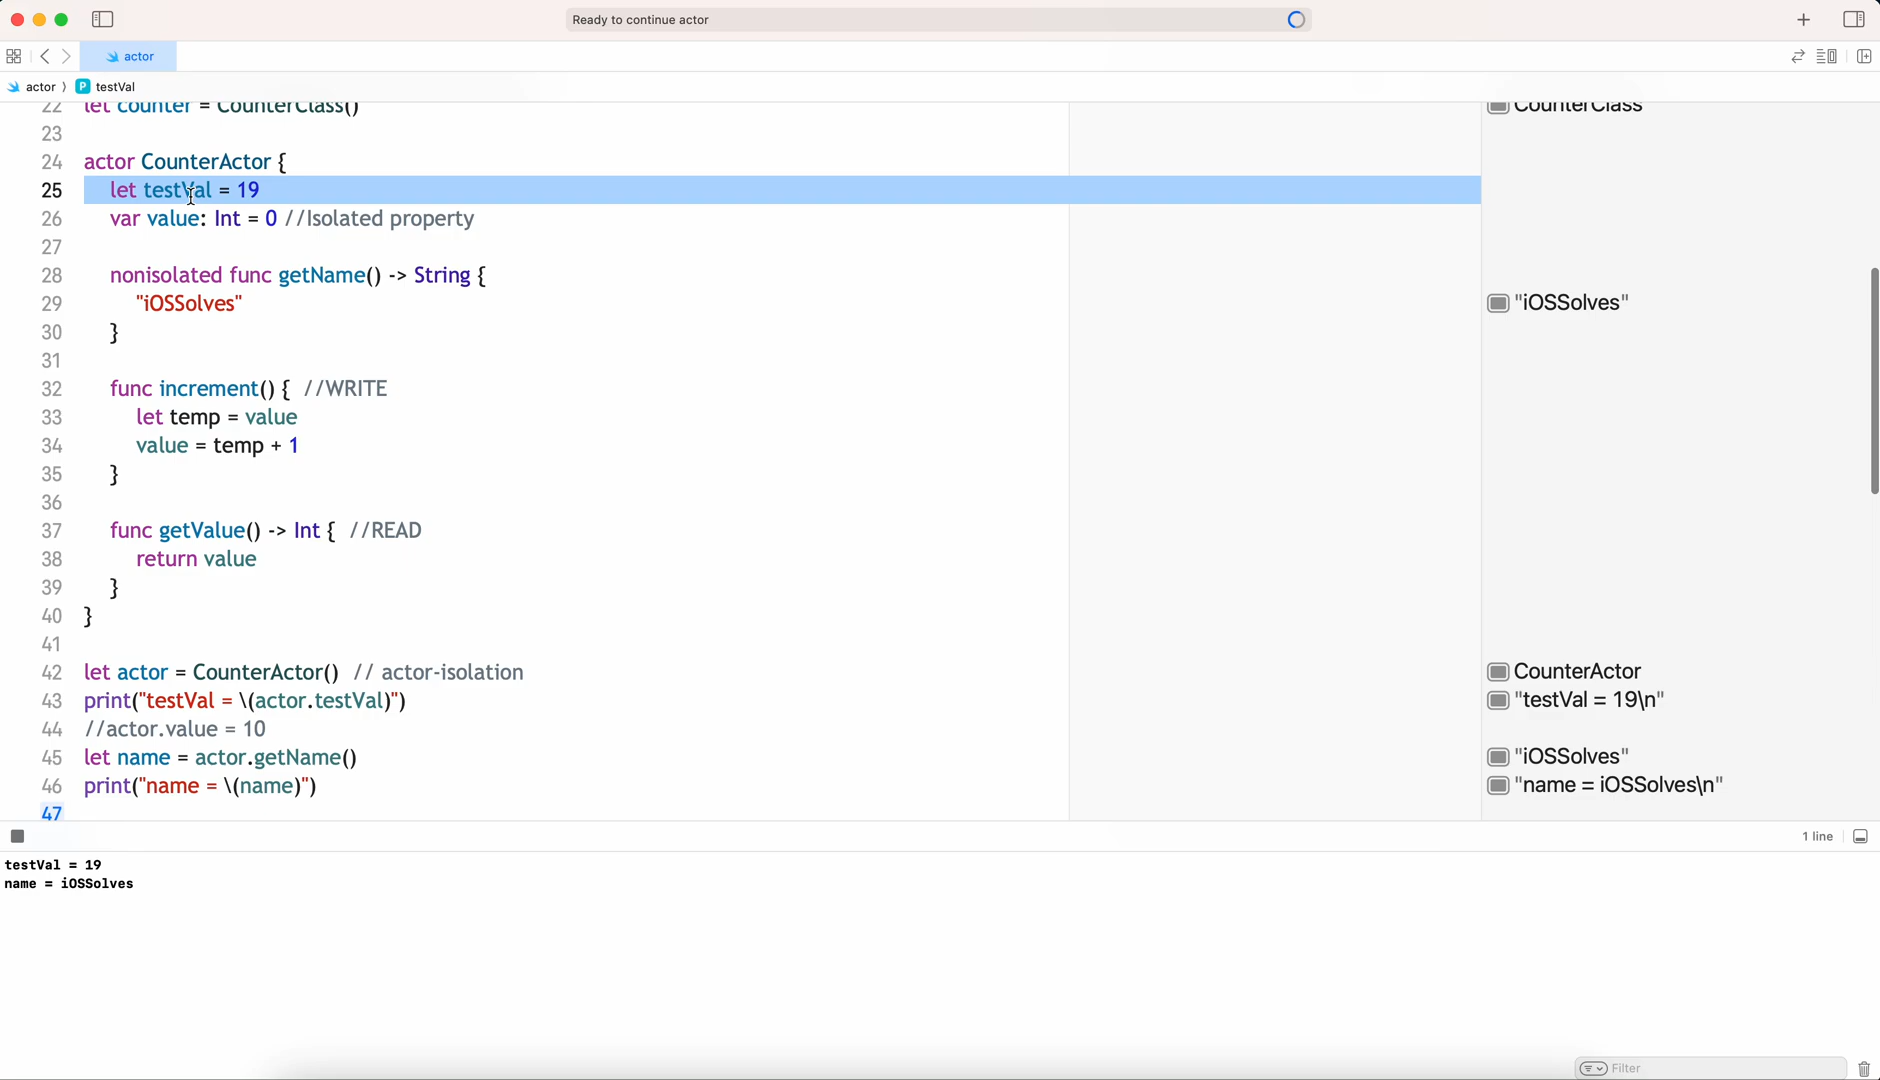 Ready to continue actor
actor
actor
testVal
22 let counter = CounterClass()
CounterClass
23
24 actor CounterActor {
25 let testVal = 19
26 var value: Int = 0 //Isolated property
27
28 nonisolated func getName() -> String {
29 "iOSSolves"
"iOSSolves"
30 }
31
32 func increment() { //WRITE
33 let temp = value
34 value = temp + 1
35 }
36
37 func getValue() -> Int { //READ
38 return value
39 }
40 }
41
42 let actor = CounterActor() // actor-isolation
CounterActor
43 print("testVal = \(actor.testVal)")
"testVal = 19\n"
44 //actor.value = 10
45 let name = actor.getName()
"iOSSolves"
46 print("name = \(name)")
"name = iOSSolves\n"
47
1 line
testVal = 19
name = iOSSolves
Filter